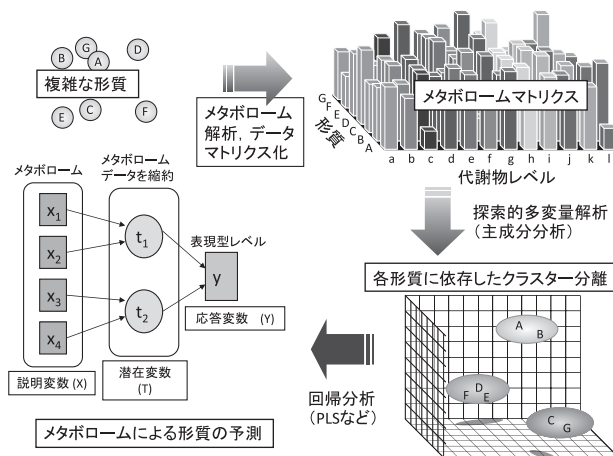 B
G
A
D
複雑な形質
E
C
F
メタボローム
解析，データ
マトリクス化
メタボロームマトリクス
G
F
E
D
C
B
A
形質
a b c d e f g h i j k l
代謝物レベル
探索的多変量解析
(主成分分析)
各形質に依存したクラスター分離
A
B
D
F
E
C
G
回帰分析
(PLSなど)
メタボローム
メタボローム
データを縮約
表現型レベル
x1
x2
x3
x4
t1
t2
y
応答変数 (Y)
説明変数 (X)
潜在変数
(T)
メタボロームによる形質の予測